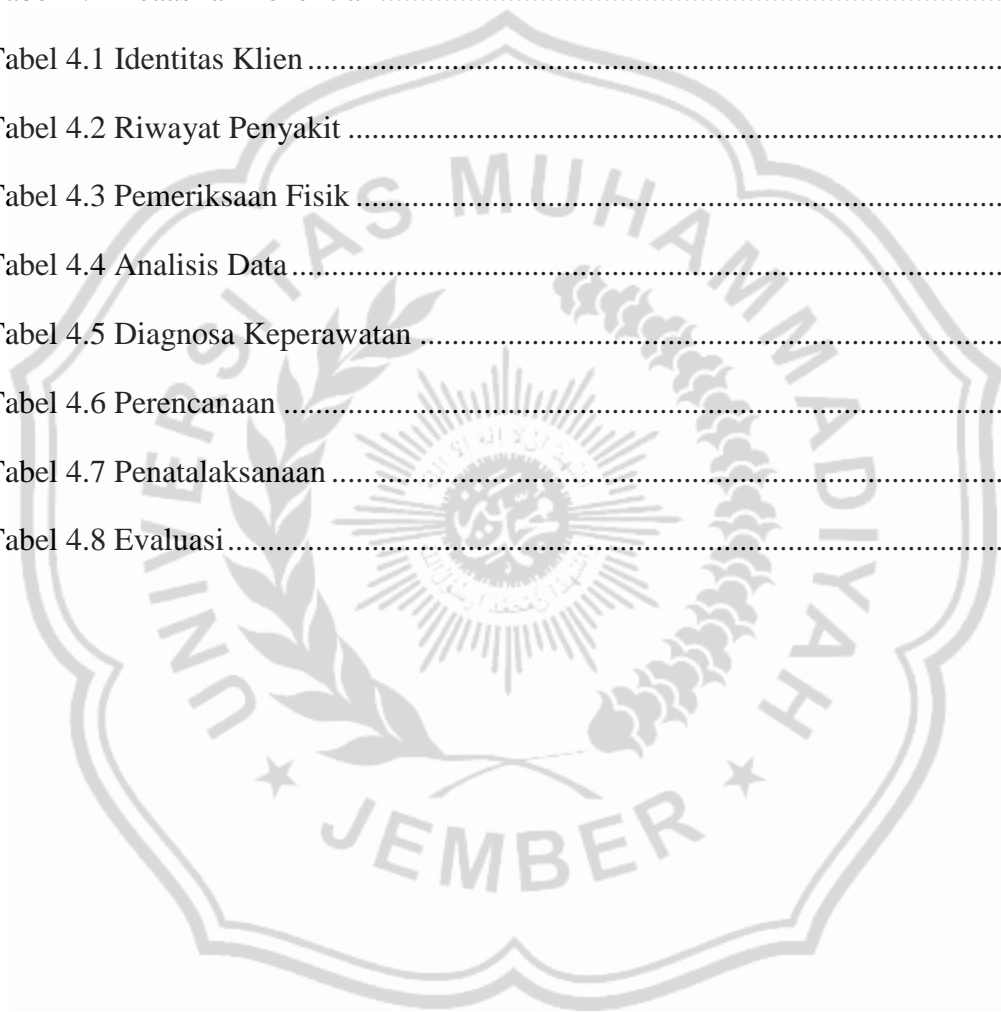 Tabel 4.1 Identitas Klien ....................................................................................
Tabel 4.2 Riwayat Penyakit ................................................................................
Tabel 4.3 Pemeriksaan Fisik ...............................................................................
Tabel 4.4 Analisis Data .......................................................................................
Tabel 4.5 Diagnosa Keperawatan .......................................................................
Tabel 4.6 Perencanaan ........................................................................................
Tabel 4.7 Penatalaksanaan ..................................................................................
Tabel 4.8 Evaluasi ...............................................................................................
UNIVERSITAS MUHAMMADIYAH
JEMBER